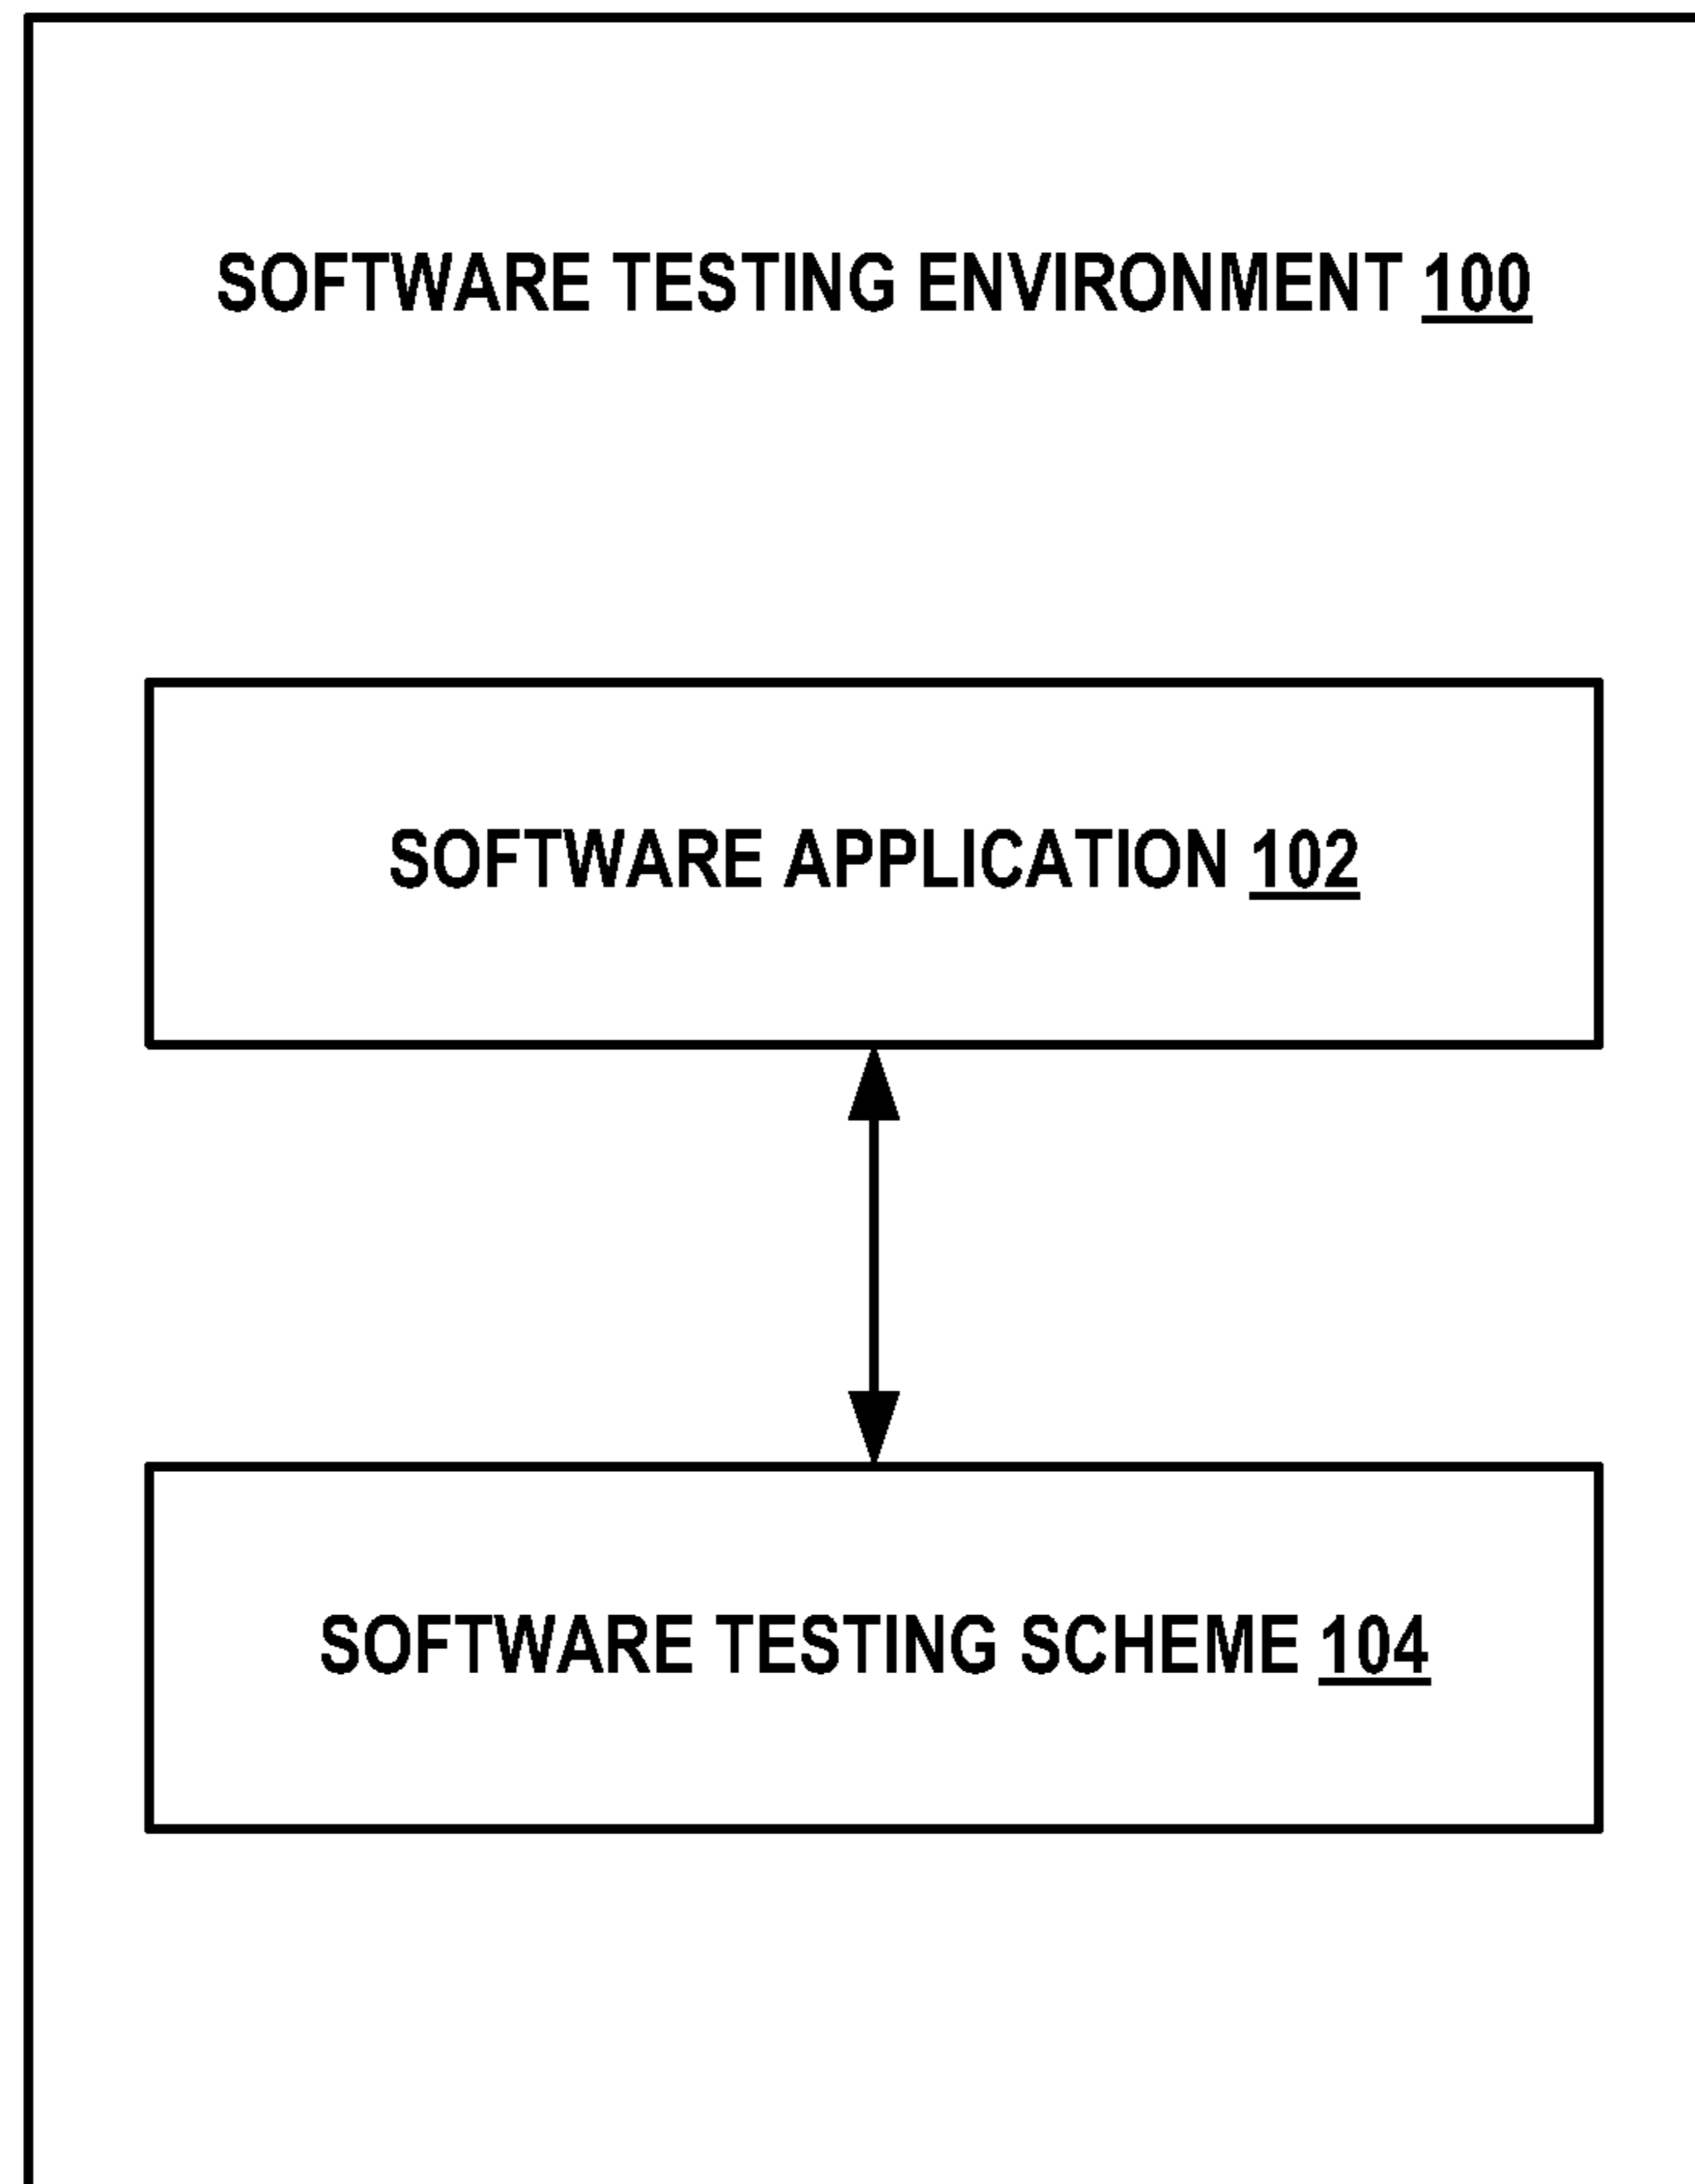 SOFTWARE TESTING ENVIRONMENT 100
SOFTWARE APPLICATION 102
SOFTWARE TESTING SCHEME 104